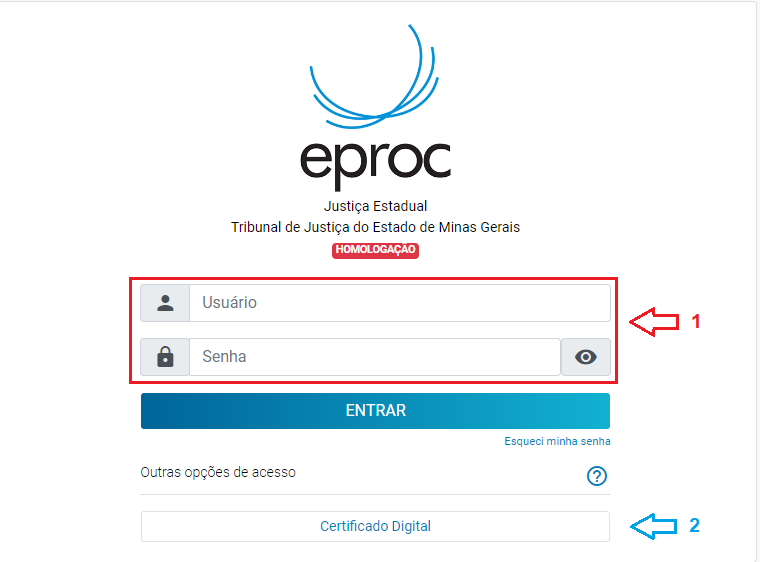 eproc
Justiça Estadual
Tribunal de Justiça do Estado de Minas Gerais
HOMOLOGAÇÃO
Usuário
1
Senha
ENTRAR
Esqueci minha senha
Outras opções de acesso ?
Certificado Digital
2